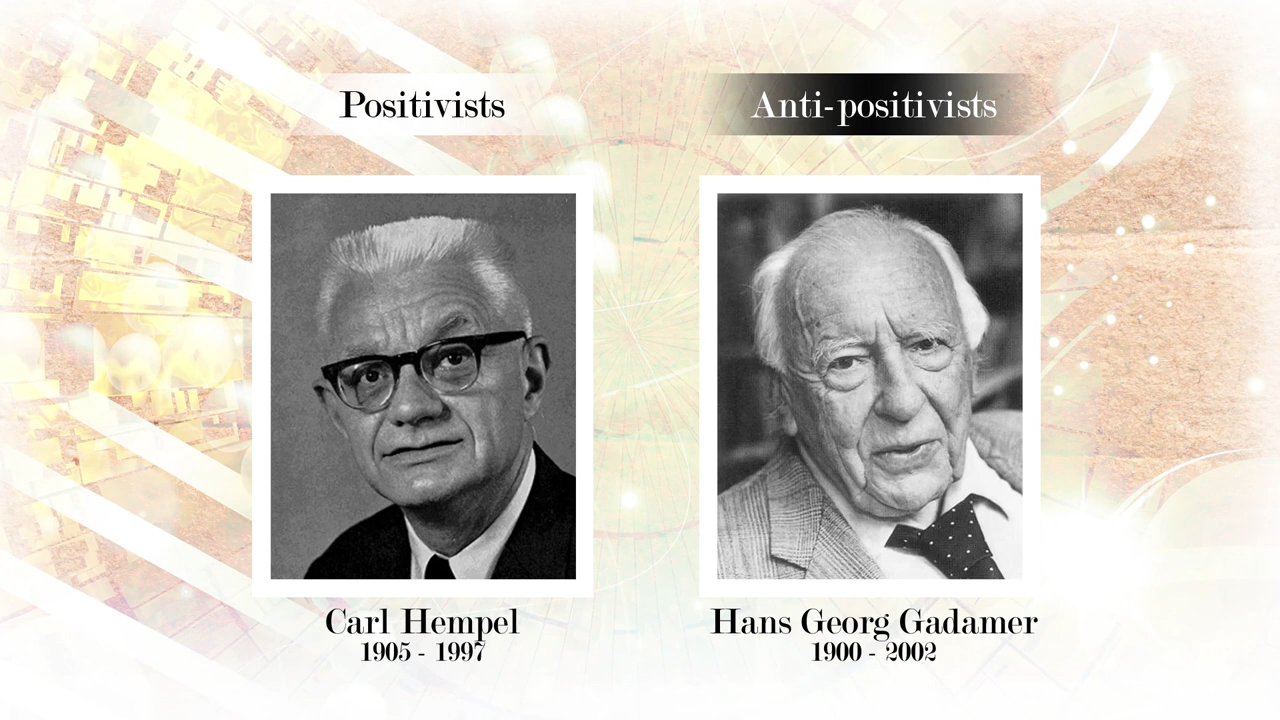 Positivists
Anti-positivists
Carl Hempel
1905 - 1997
Hans Georg Gadamer
1900 - 2002